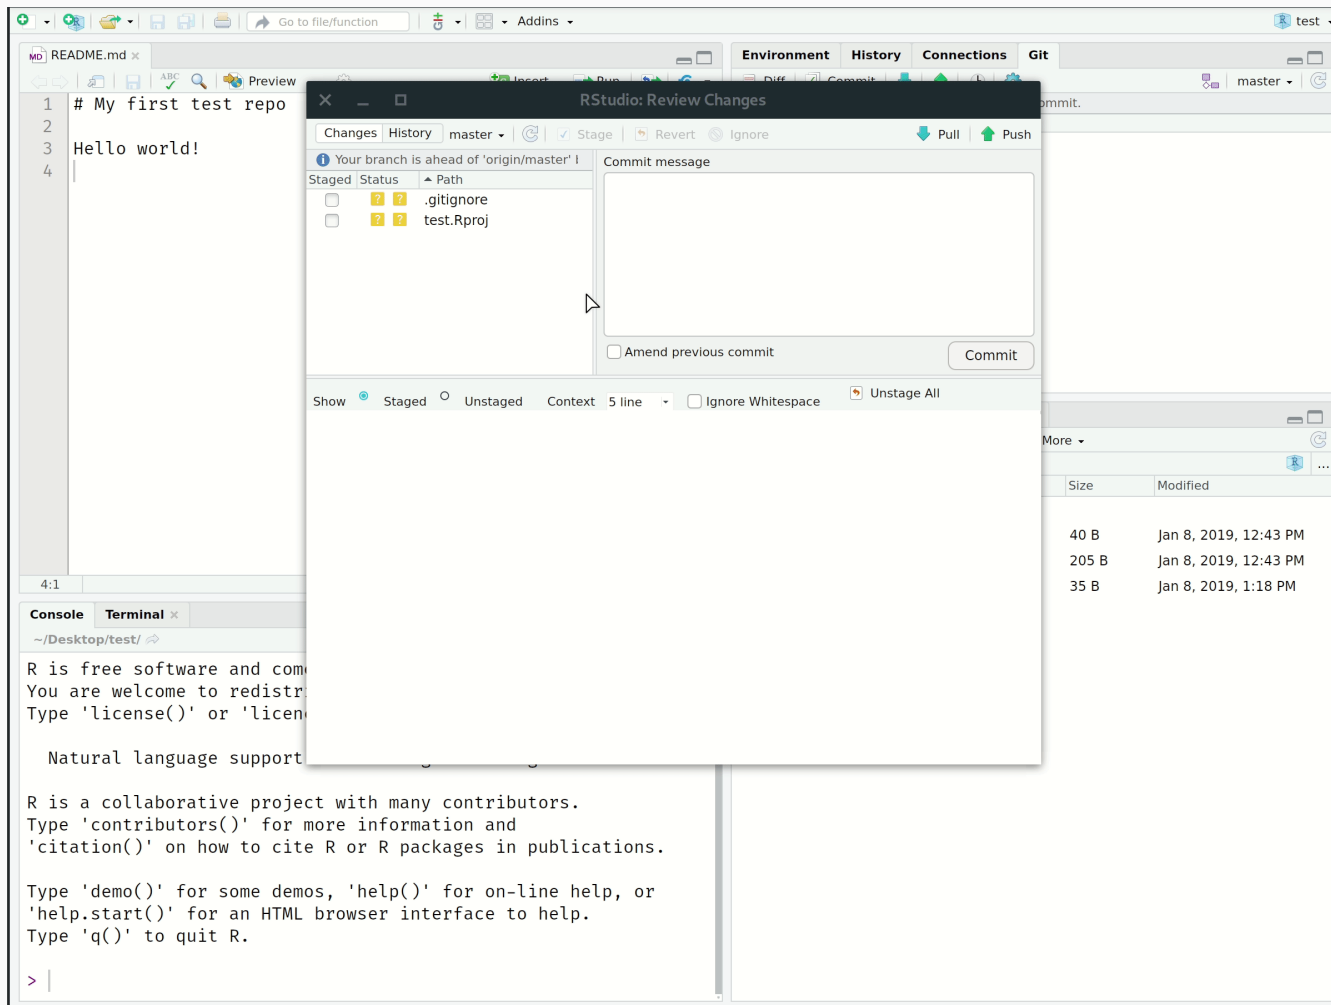 Go to file/function
Addins
test
README.md
Preview
1 # My first test repo
2
3 Hello world!
4
4:1
Environment History Connections Git
master
ommit.
RStudio: Review Changes
Changes History master Stage Revert Ignore Pull Push
Your branch is ahead of 'origin/master'
Commit message
Staged Status Path
? ? .gitignore
? ? test.Rproj
Amend previous commit
Commit
Show Staged Unstaged Context 5 line Ignore Whitespace Unstage All
More
...
Size Modified
40 B Jan 8, 2019, 12:43 PM
205 B Jan 8, 2019, 12:43 PM
35 B Jan 8, 2019, 1:18 PM
Console Terminal
~/Desktop/test/
R is free software and com
You are welcome to redistr
Type 'license()' or 'licen
Natural language support
R is a collaborative project with many contributors.
Type 'contributors()' for more information and
'citation()' on how to cite R or R packages in publications.
Type 'demo()' for some demos, 'help()' for on-line help, or
'help.start()' for an HTML browser interface to help.
Type 'q()' to quit R.
>